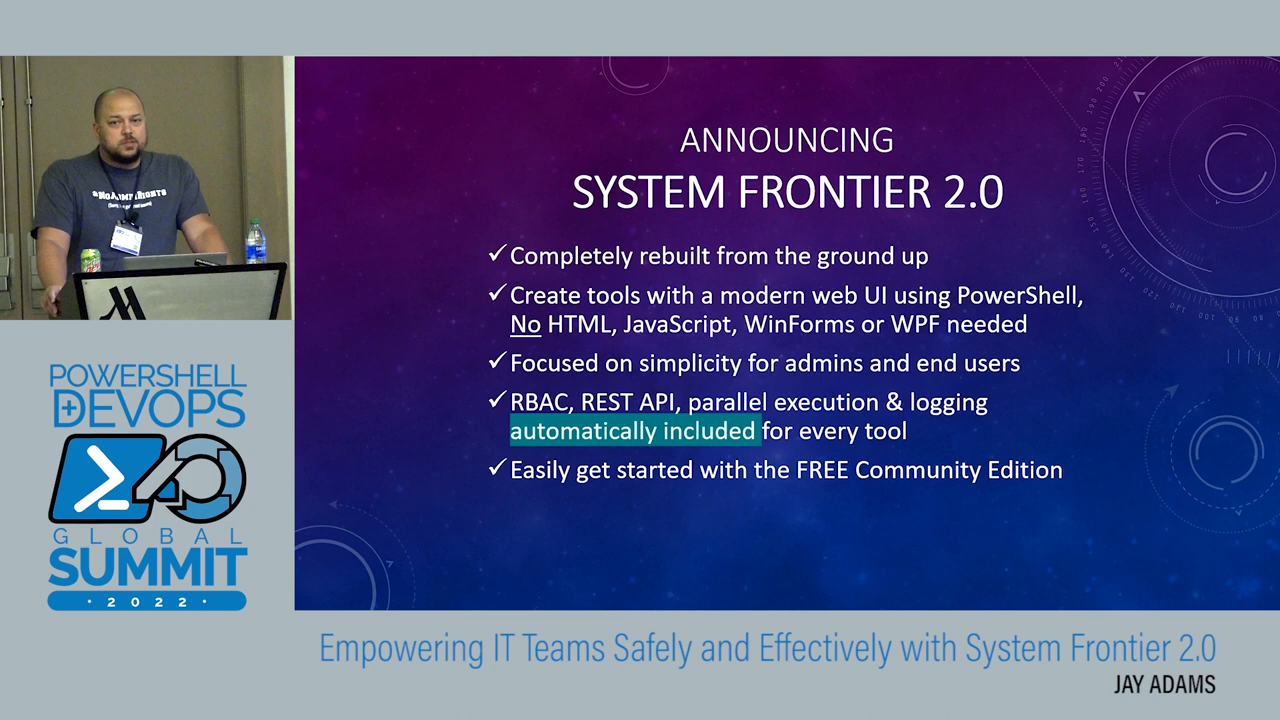 ANNOUNCING
SYSTEM FRONTIER 2.0
✓ Completely rebuilt from the ground up
✓ Create tools with a modern web UI using PowerShell,
No HTML, JavaScript, WinForms or WPF needed
✓ Focused on simplicity for admins and end users
✓ RBAC, REST API, parallel execution & logging
automatically included for every tool
✓ Easily get started with the FREE Community Edition
#NOADMINRIGHTS
POWERSHELL
DEVOPS
GLOBAL
SUMMIT
· 2022 ·
Empowering IT Teams Safely and Effectively with System Frontier 2.0
JAY ADAMS